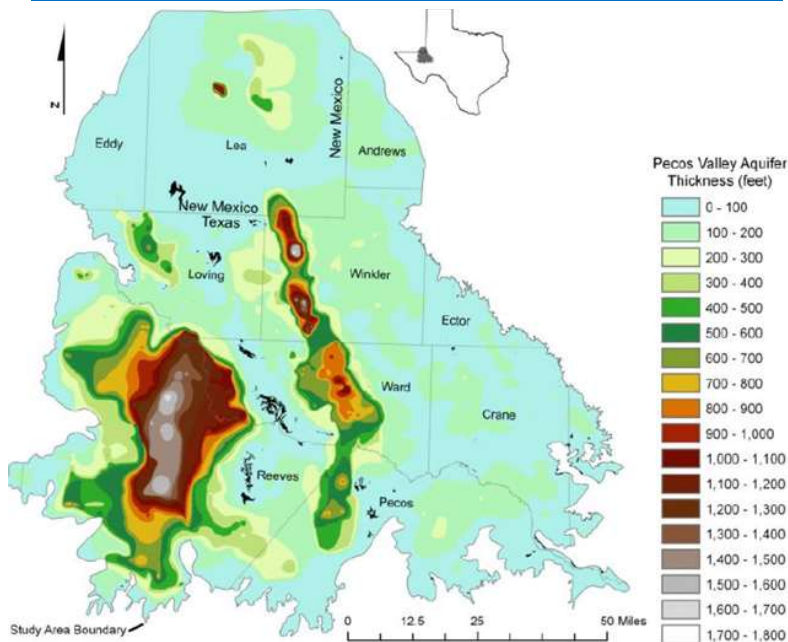 N
New Mexico
Eddy
Lea
Andrews
New Mexico
Texas
Loving
Winkler
Ector
Ward
Crane
Reeves
Pecos
Study Area Boundary
0 12.5 25 50 Miles
Pecos Valley Aquifer
Thickness (feet)
0 - 100
100 - 200
200 - 300
300 - 400
400 - 500
500 - 600
600 - 700
700 - 800
800 - 900
900 - 1,000
1,000 - 1,100
1,100 - 1,200
1,200 - 1,300
1,300 - 1,400
1,400 - 1,500
1,500 - 1,600
1,600 - 1,700
1,700 - 1,800